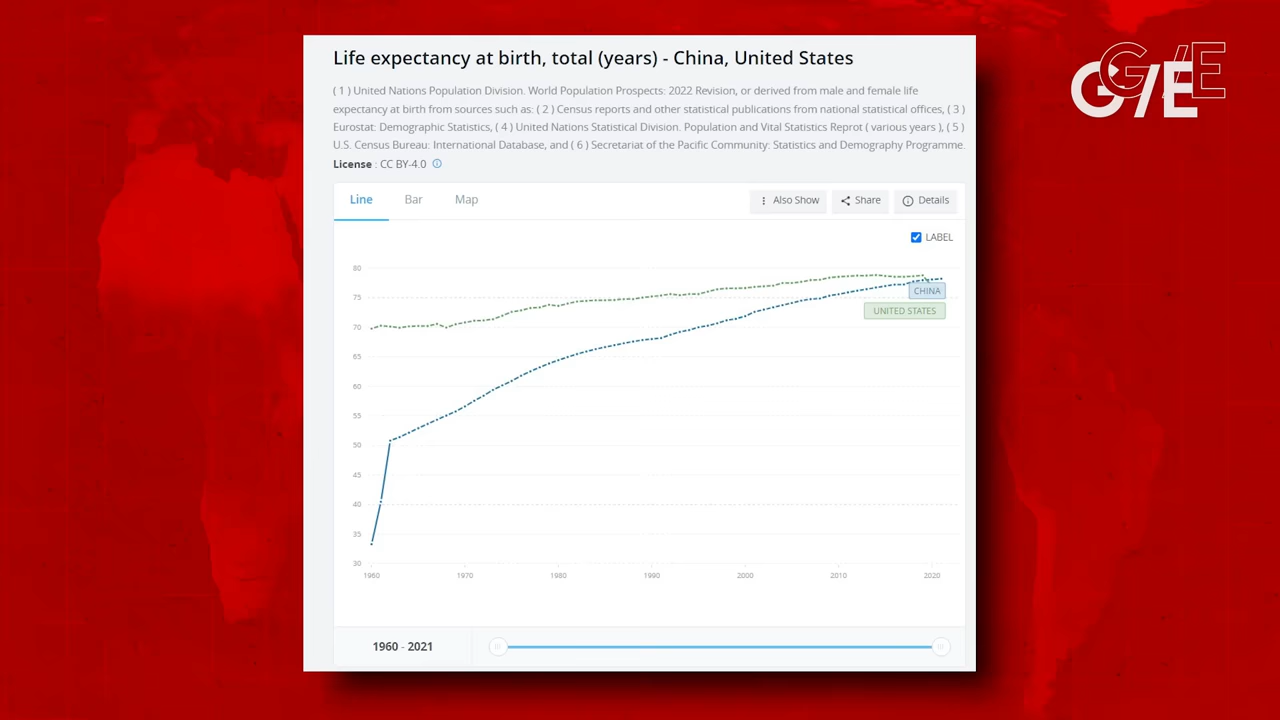 G/E
G/E
Life expectancy at birth, total (years) - China, United States
( 1 ) United Nations Population Division. World Population Prospects: 2022 Revision, or derived from male and female life
expectancy at birth from sources such as: ( 2 ) Census reports and other statistical publications from national statistical offices, ( 3 )
Eurostat: Demographic Statistics, ( 4 ) United Nations Statistical Division. Population and Vital Statistics Reprot ( various years ), ( 5 )
U.S. Census Bureau: International Database, and ( 6 ) Secretariat of the Pacific Community: Statistics and Demography Programme.
License : CC BY-4.0
Line Bar Map Also Show Share Details
LABEL
80
75
70
65
60
55
50
45
40
35
30
CHINA
UNITED STATES
1960 1970 1980 1990 2000 2010 2020
1960 - 2021